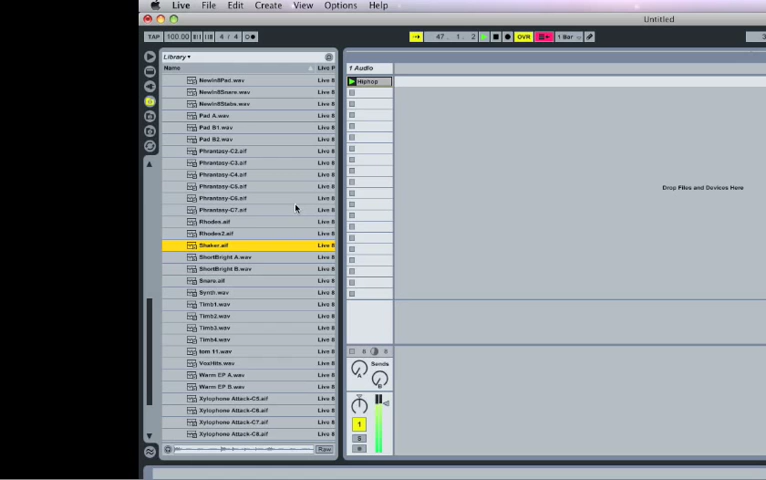 Live File Edit Create View Options Help
Untitled
TAP 100.00 4 / 4 47 . 1 . 2 OVR 1 Bar
Library
Name Live P
NewIn8Pad.wav Live 8
NewIn8Snare.wav Live 8
NewIn8Stabs.wav Live 8
Pad A.wav Live 8
Pad B1.wav Live 8
Pad B2.wav Live 8
Phrantasy-C2.aif Live 8
Phrantasy-C3.aif Live 8
Phrantasy-C4.aif Live 8
Phrantasy-C5.aif Live 8
Phrantasy-C6.aif Live 8
Phrantasy-C7.aif Live 8
Rhodes.aif Live 8
Rhodes2.aif Live 8
Shaker.aif Live 8
ShortBright A.wav Live 8
ShortBright B.wav Live 8
Snare.aif Live 8
Synth.wav Live 8
Timb1.wav Live 8
Timb2.wav Live 8
Timb3.wav Live 8
Timb4.wav Live 8
tom 11.wav Live 8
VoxHits.wav Live 8
Warm EP A.wav Live 8
Warm EP B.wav Live 8
Xylophone Attack-C5.aif Live 8
Xylophone Attack-C6.aif Live 8
Xylophone Attack-C7.aif Live 8
Xylophone Attack-C8.aif Live 8
Raw
1 Audio
Hiphop
Drop Files and Devices Here
Sends
A
B
1
S